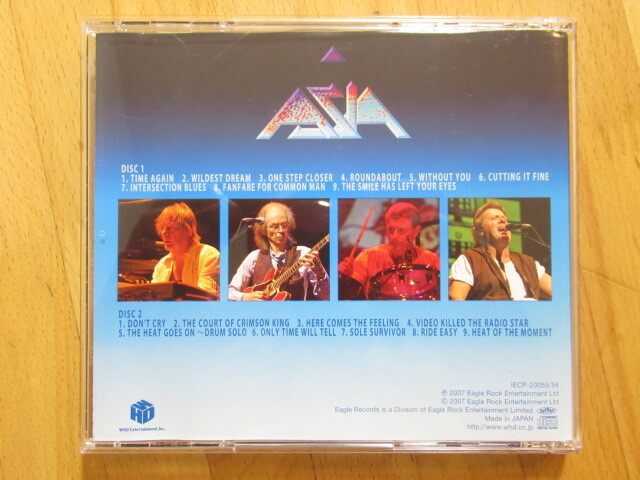 ASIA
DISC 1
1. TIME AGAIN 2. WILDEST DREAM 3. ONE STEP CLOSER 4. ROUNDABOUT 5. WITHOUT YOU 6. CUTTING IT FINE
7. INTERSECTION BLUES 8. FANFARE FOR COMMON MAN 9. THE SMILE HAS LEFT YOUR EYES
DISC 2
1. DON'T CRY 2. THE COURT OF CRIMSON KING 3. HERE COMES THE FEELING 4. VIDEO KILLED THE RADIO STAR
5. THE HEAT GOES ON ~DRUM SOLO 6. ONLY TIME WILL TELL 7. SOLE SURVIVOR 8. RIDE EASY 9. HEAT OF THE MOMENT
IECP-20055/56
℗ 2007 Eagle Rock Entertainment Ltd
© 2007 Eagle Rock Entertainment Ltd
Eagle Records is a Division of Eagle Rock Entertainment Limited
Made in JAPAN
http://www.whd.co.jp
WHD
WHD Entertainment, Inc.